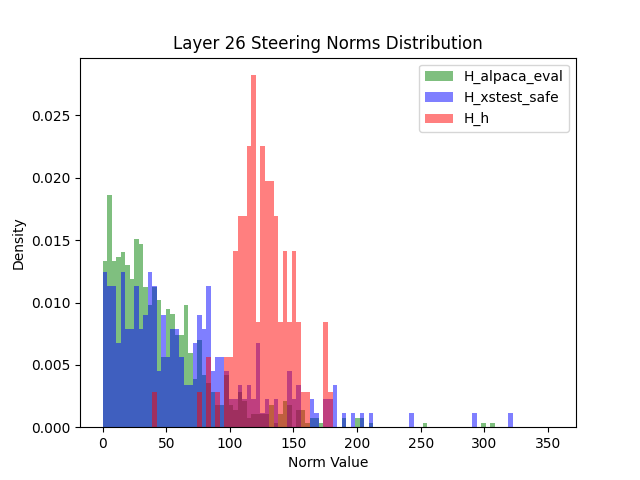 Layer 26 Steering Norms Distribution
H_alpaca_eval
H_xstest_safe
H_h
Density
0.025
0.020
0.015
0.010
0.005
0.000
0 50 100 150 200 250 300 350
Norm Value